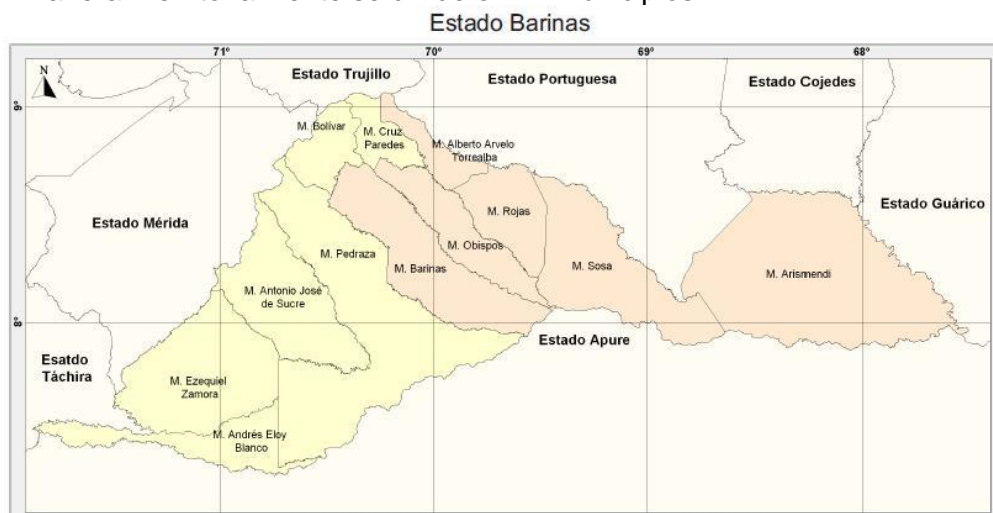 Estado Barinas
71°
70°
69°
68°
N
Estado Trujillo
Estado Portuguesa
Estado Cojedes
9°
M. Bolívar
M. Cruz
Paredes
M. Alberto Arvelo
Torrealba
Estado Mérida
M. Rojas
Estado Guárico
M. Pedraza
M. Obispos
M. Barinas
M. Sosa
M. Arismendi
M. Antonio José
de Sucre
8°
Estado Apure
Esatdo
Táchira
M. Ezequiel
Zamora
M. Andrés Eloy
Blanco